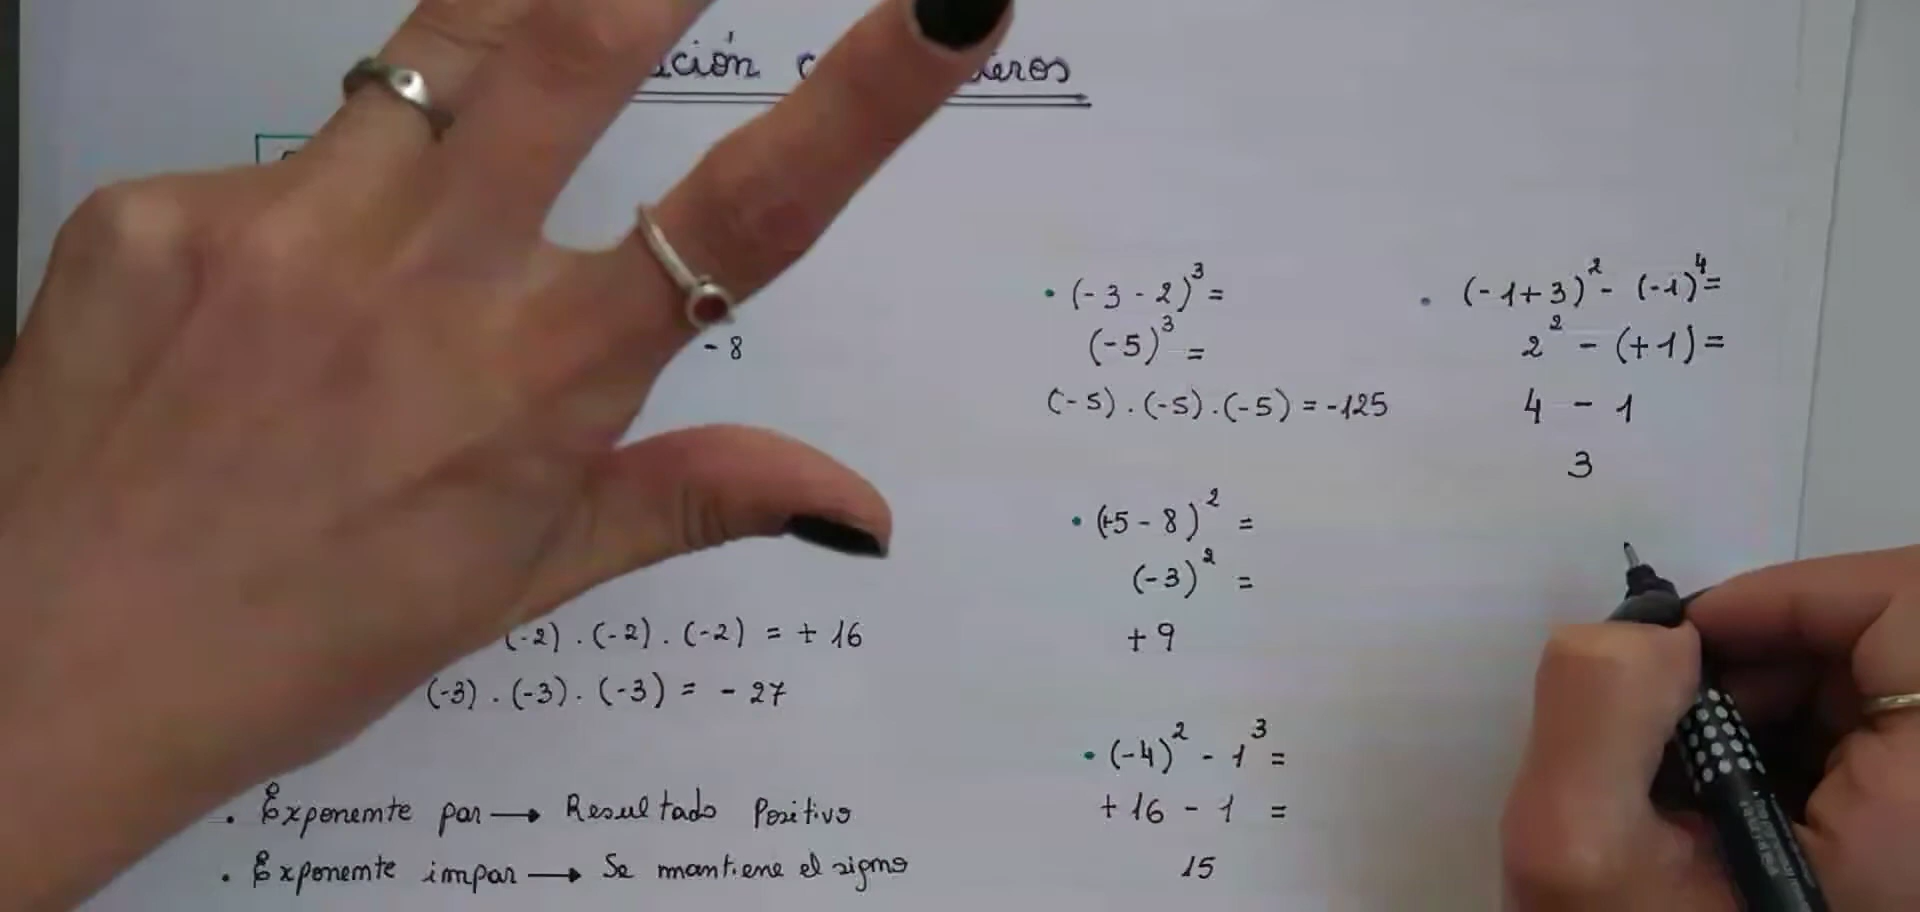 - 8
(-2) . (-2) . (-2) = + 16
(-3) . (-3) . (-3) = - 27
. Exponente par → Resultado Positivo
. Exponente impar → Se mantiene el signo
• (-3 - 2)³ =
(-5)³ =
(-5) . (-5) . (-5) = -125
• (+5 - 8)² =
(-3)² =
+ 9
• (-4)² - 1³ =
+ 16 - 1 =
15
• (-1+3)² - (-1)⁴ =
2² - (+1) =
4 - 1
3